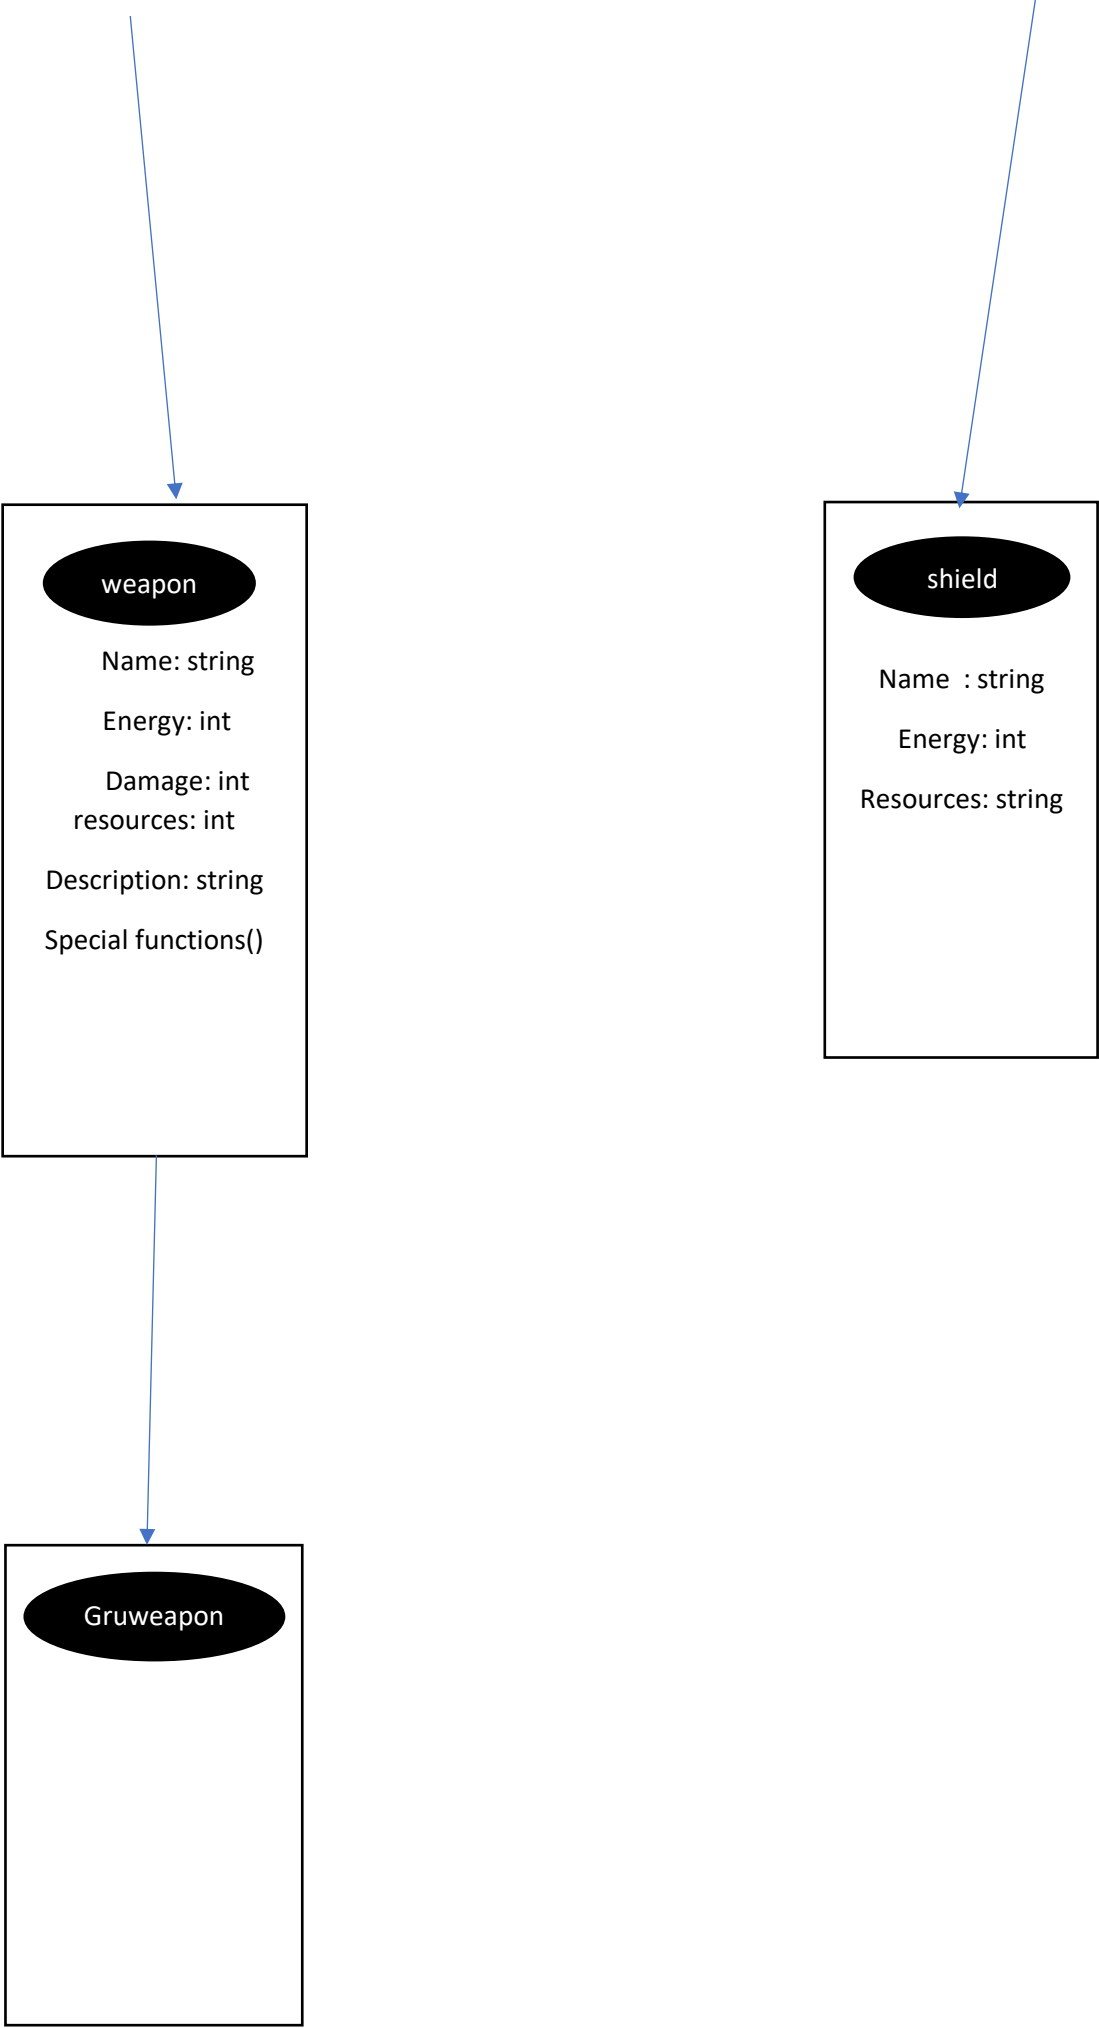 weapon
Name: string
Energy: int
Damage: int
resources: int
Description: string
Special functions()
shield
Name  : string
Energy: int
Resources: string
Gruweapon